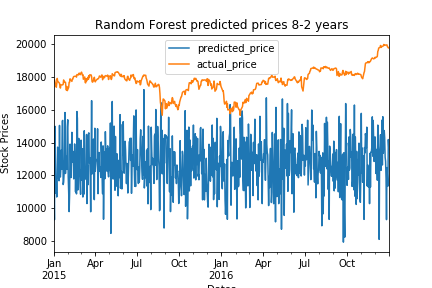 Random Forest predicted prices 8-2 years
predicted_price
actual_price
20000
18000
16000
14000
12000
10000
8000
Stock Prices
Jan
2015
Apr
Jul
Oct
Jan
2016
Apr
Jul
Oct